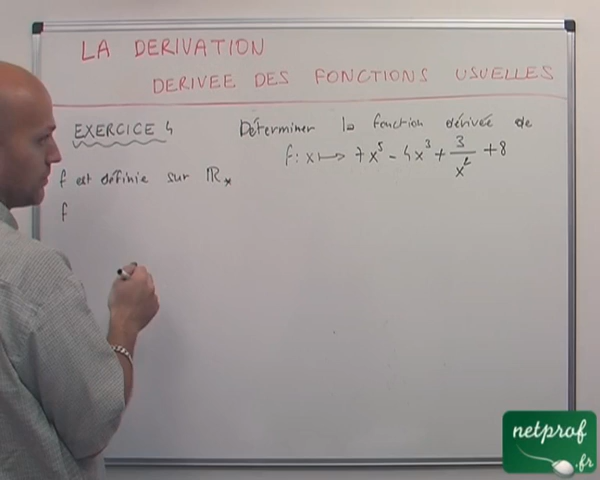 LA DERIVATION
DERIVEE DES FONCTIONS USUELLES
EXERCICE 4
Déterminer la fonction dérivée de
f: x ⟼ 7x⁵ - 4x³ + 3/x² + 8
f est définie sur ℝ*
f
netprof
.fr